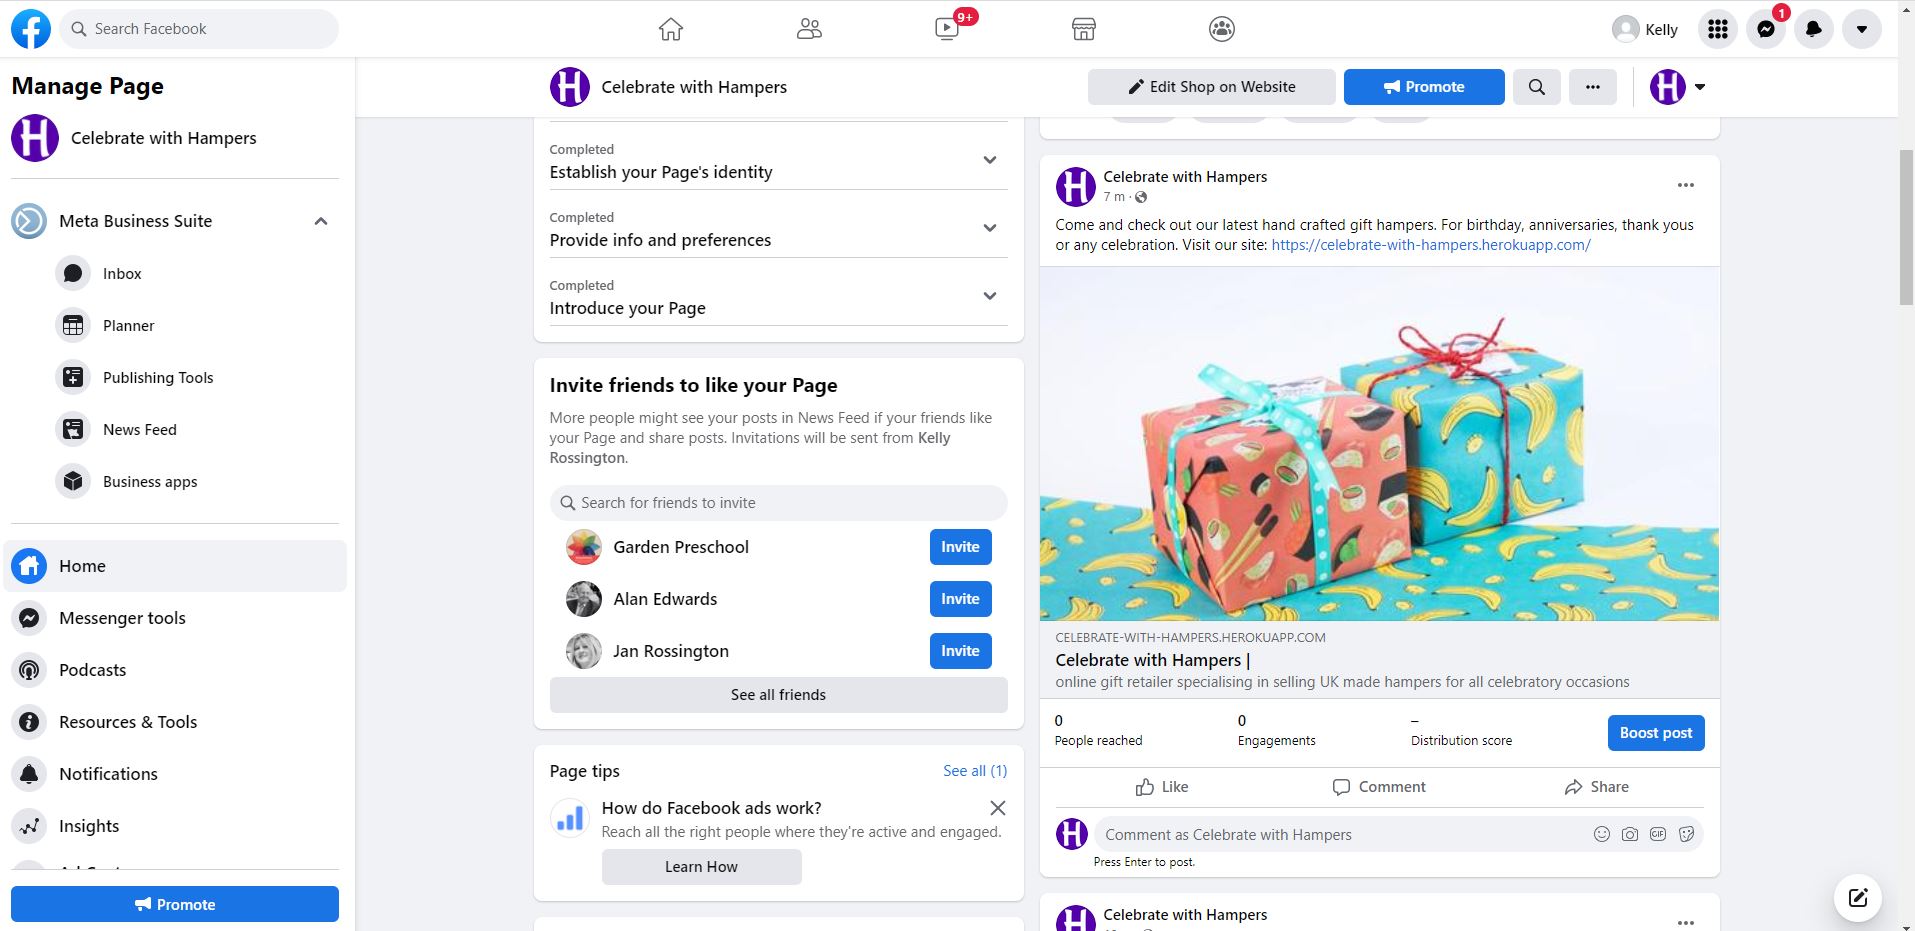 Search Facebook
9+
Kelly
1
Manage Page
Celebrate with Hampers
Meta Business Suite
Inbox
Planner
Publishing Tools
News Feed
Business apps
Home
Messenger tools
Podcasts
Resources & Tools
Notifications
Insights
Promote
H Celebrate with Hampers
Edit Shop on Website
Promote
Completed
Establish your Page's identity
Completed
Provide info and preferences
Completed
Introduce your Page
Invite friends to like your Page
More people might see your posts in News Feed if your friends like
your Page and share posts. Invitations will be sent from Kelly
Rossington.
Search for friends to invite
Garden Preschool Invite
Alan Edwards Invite
Jan Rossington Invite
See all friends
Page tips See all (1)
How do Facebook ads work?
Reach all the right people where they're active and engaged.
Learn How
Celebrate with Hampers
7 m ·
Come and check out our latest hand crafted gift hampers. For birthday, anniversaries, thank yous
or any celebration. Visit our site: https://celebrate-with-hampers.herokuapp.com/
CELEBRATE-WITH-HAMPERS.HEROKUAPP.COM
Celebrate with Hampers |
online gift retailer specialising in selling UK made hampers for all celebratory occasions
0 0 –
People reached Engagements Distribution score
Boost post
Like Comment Share
Comment as Celebrate with Hampers GIF
Press Enter to post.
Celebrate with Hampers